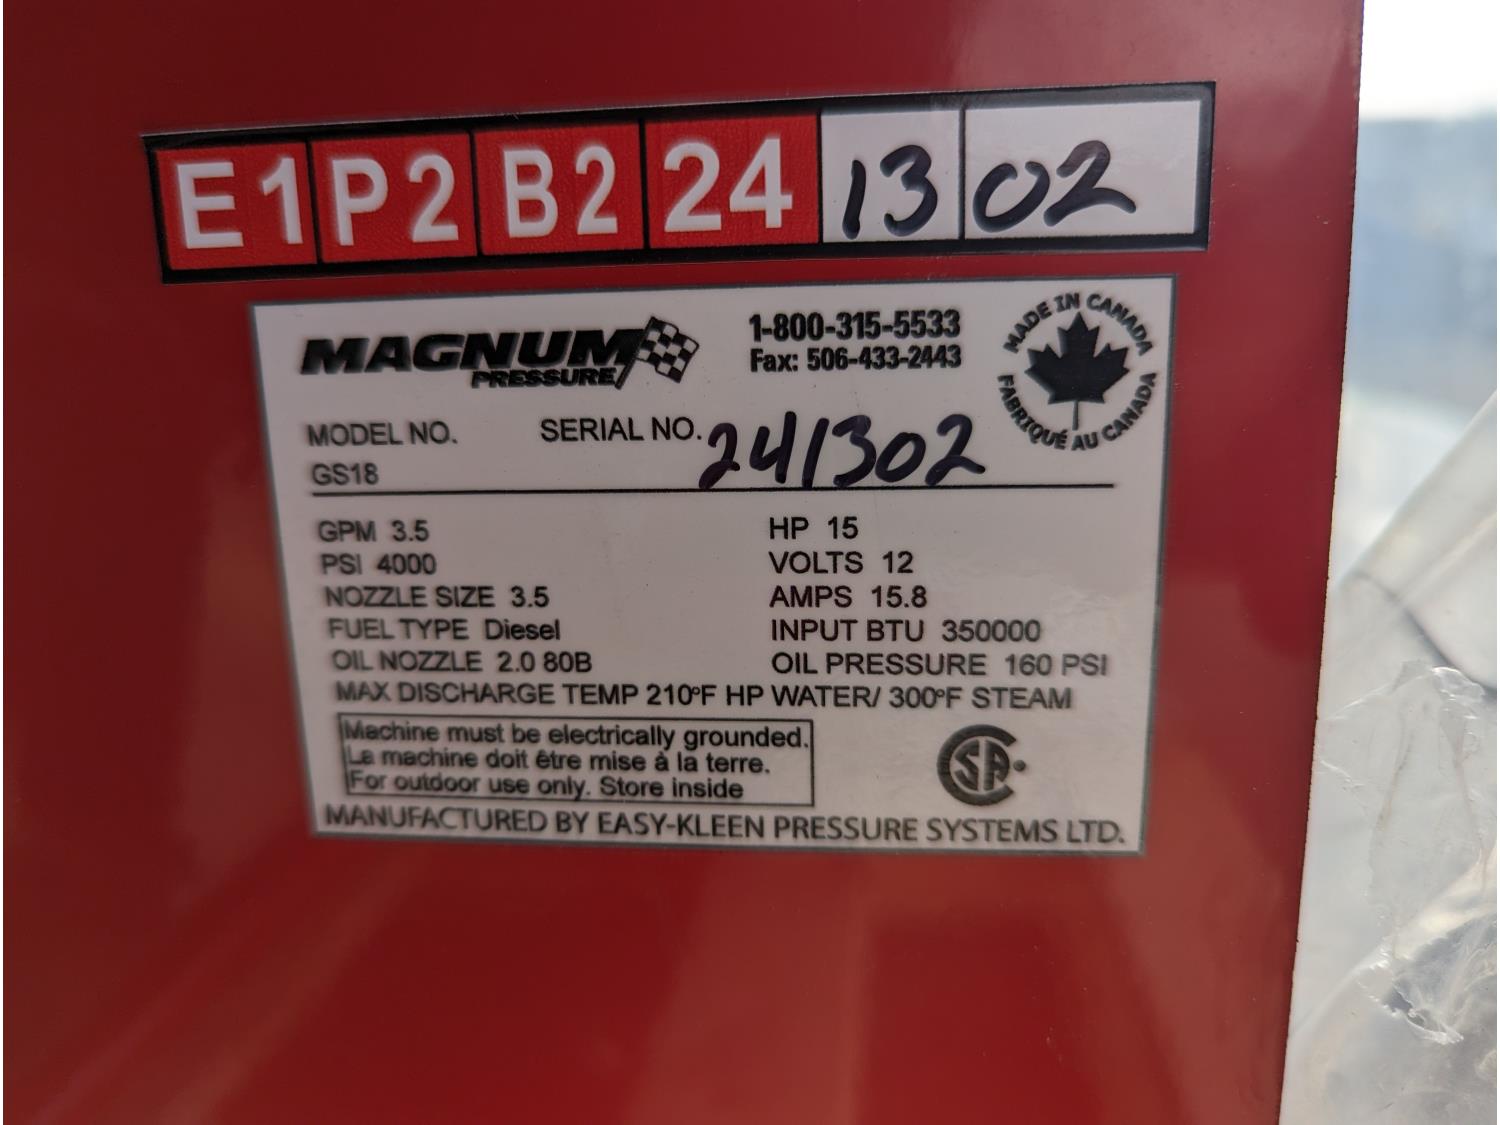 E1 P2 B2 24 13 02
MAGNUM
PRESSURE
1-800-315-5533
Fax: 506-433-2443
MADE IN CANADA
FABRIQUÉ AU CANADA
MODEL NO. SERIAL NO. 241302
GS18
GPM 3.5 HP 15
PSI 4000 VOLTS 12
NOZZLE SIZE 3.5 AMPS 15.8
FUEL TYPE Diesel INPUT BTU 350000
OIL NOZZLE 2.0 80B OIL PRESSURE 160 PSI
MAX DISCHARGE TEMP 210°F HP WATER/ 300°F STEAM
Machine must be electrically grounded.
La machine doit être mise à la terre.
For outdoor use only. Store inside
CSA
MANUFACTURED BY EASY-KLEEN PRESSURE SYSTEMS LTD.